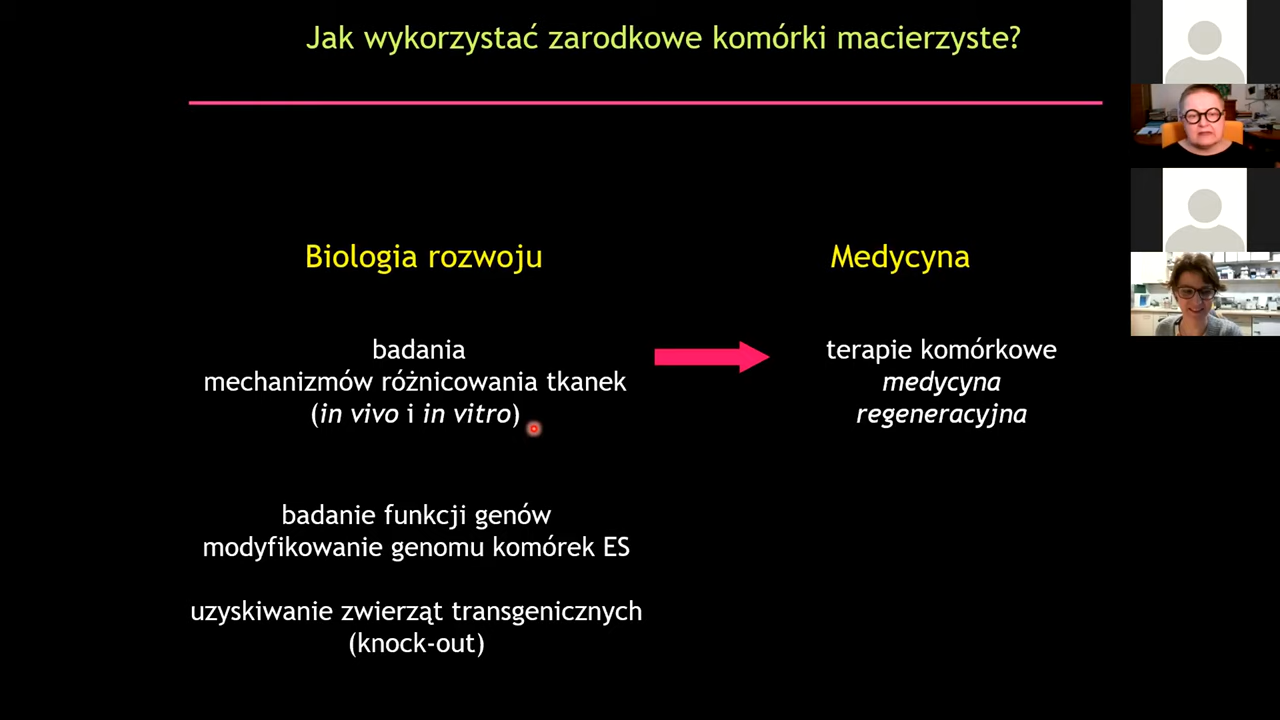 Jak wykorzystać zarodkowe komórki macierzyste?
Biologia rozwoju
badania
mechanizmów różnicowania tkanek
(in vivo i in vitro)
badanie funkcji genów
modyfikowanie genomu komórek ES
uzyskiwanie zwierząt transgenicznych
(knock-out)
Medycyna
terapie komórkowe
medycyna
regeneracyjna